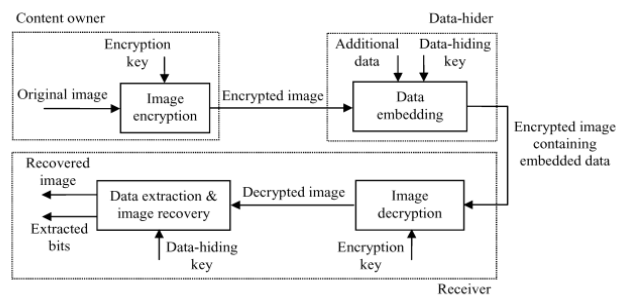 Content owner
Data-hider
Encryption
key
Additional
data
Data-hiding
key
Original image
Image
encryption
Encrypted image
Data
embedding
Encrypted image
containing
embedded data
Recovered
image
Extracted
bits
Data extraction &
image recovery
Decrypted image
Image
decryption
Data-hiding
key
Encryption
key
Receiver